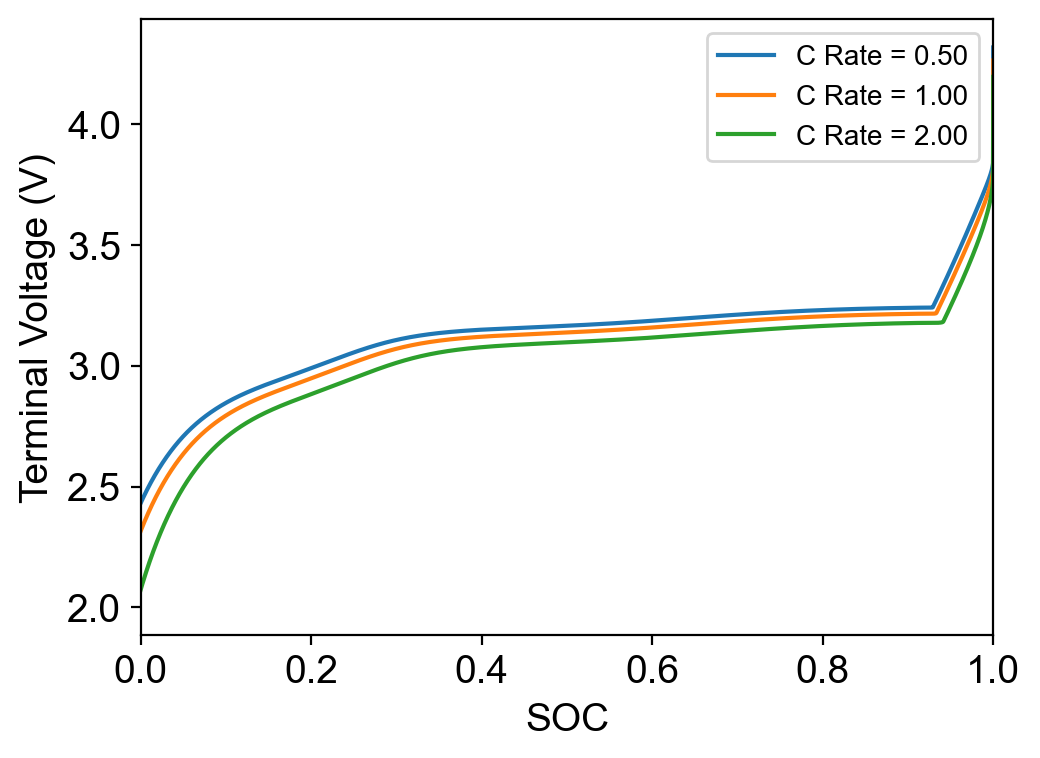 C Rate = 0.50
C Rate = 1.00
C Rate = 2.00
Terminal Voltage (V)
4.0
3.5
3.0
2.5
2.0
0.0 0.2 0.4 0.6 0.8 1.0
SOC